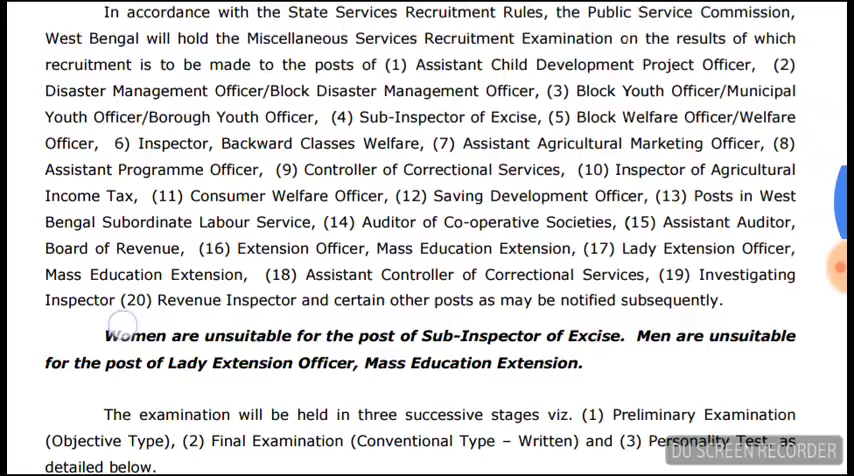 In accordance with the State Services Recruitment Rules, the Public Service Commission,
West Bengal will hold the Miscellaneous Services Recruitment Examination on the results of which
recruitment is to be made to the posts of (1) Assistant Child Development Project Officer, (2)
Disaster Management Officer/Block Disaster Management Officer, (3) Block Youth Officer/Municipal
Youth Officer/Borough Youth Officer, (4) Sub-Inspector of Excise, (5) Block Welfare Officer/Welfare
Officer, 6) Inspector, Backward Classes Welfare, (7) Assistant Agricultural Marketing Officer, (8)
Assistant Programme Officer, (9) Controller of Correctional Services, (10) Inspector of Agricultural
Income Tax, (11) Consumer Welfare Officer, (12) Saving Development Officer, (13) Posts in West
Bengal Subordinate Labour Service, (14) Auditor of Co-operative Societies, (15) Assistant Auditor,
Board of Revenue, (16) Extension Officer, Mass Education Extension, (17) Lady Extension Officer,
Mass Education Extension, (18) Assistant Controller of Correctional Services, (19) Investigating
Inspector (20) Revenue Inspector and certain other posts as may be notified subsequently.
Women are unsuitable for the post of Sub-Inspector of Excise. Men are unsuitable
for the post of Lady Extension Officer, Mass Education Extension.
The examination will be held in three successive stages viz. (1) Preliminary Examination
(Objective Type), (2) Final Examination (Conventional Type – Written) and (3) Personality Test, as
detailed below.
DU SCREEN RECORDER